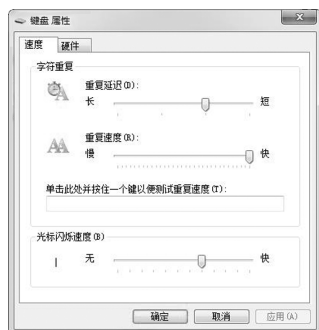 键盘 属性
速度 硬件
字符重复
重复延迟(D):
长 短
重复速度(R):
慢 快
单击此处并按住一个键以便测试重复速度(T):
光标闪烁速度(B)
无 快
确定 取消 应用(A)